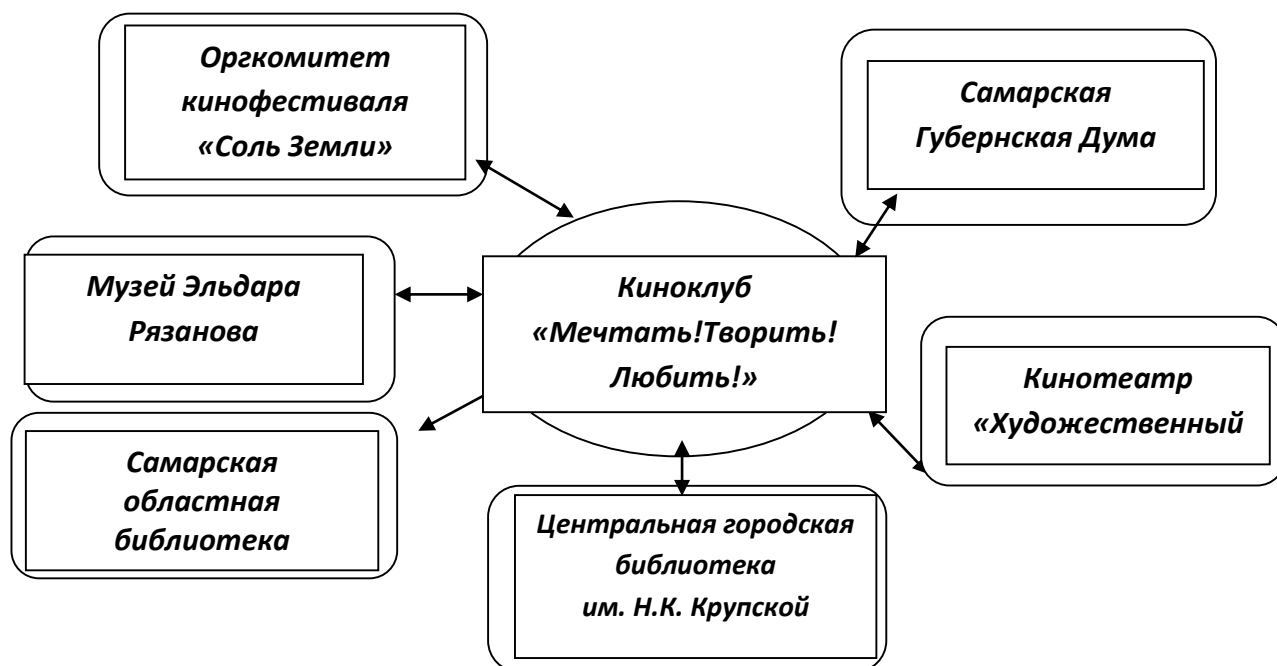 Оргкомитет
кинофестиваля
«Соль Земли»
Самарская
Губернская Дума
Музей Эльдара
Рязанова
Киноклуб
«Мечтать!Творить!
Любить!»
Кинотеатр
«Художественный
Самарская
областная
библиотека
Центральная городская
библиотека
им. Н.К. Крупской